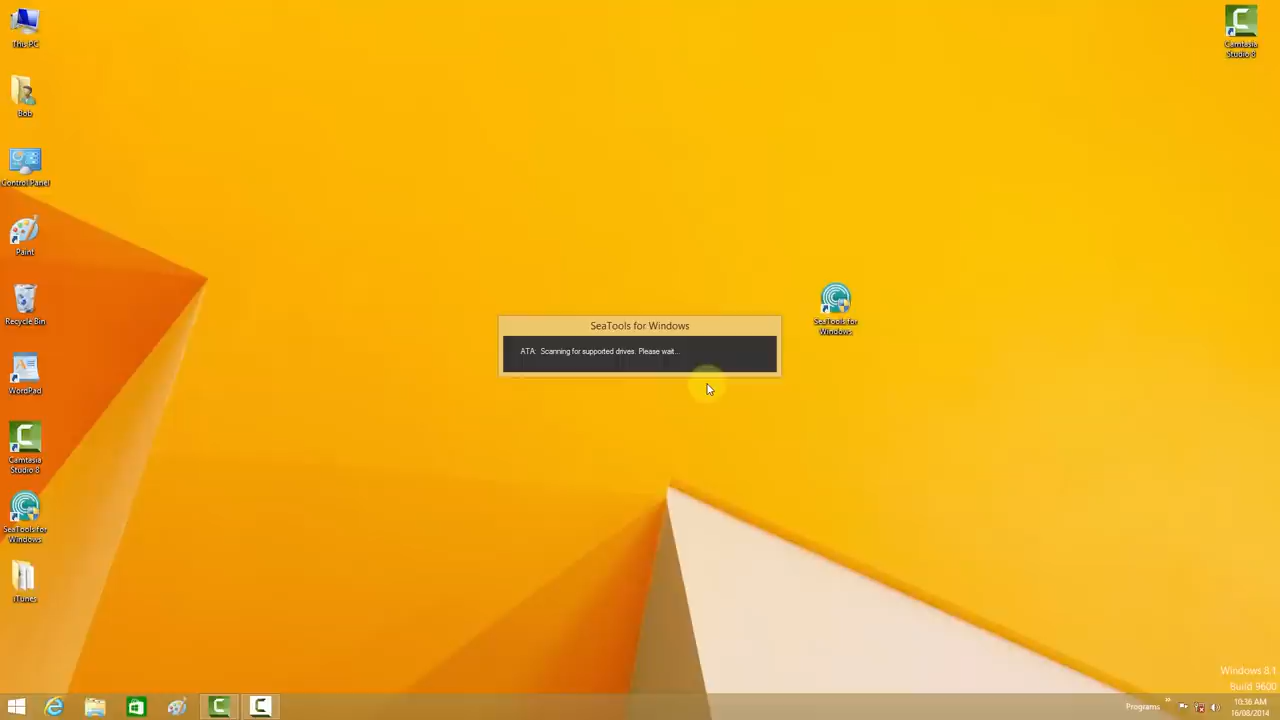 This PC
Bob
Control Panel
Paint
Recycle Bin
WordPad
Camtasia
Studio 8
SeaTools for
Windows
iTunes
SeaTools for Windows
ATA: Scanning for supported drives. Please wait...
SeaTools for
Windows
Camtasia
Studio 8
Windows 8.1
Build 9600
Programs
10:36 AM
16/08/2014